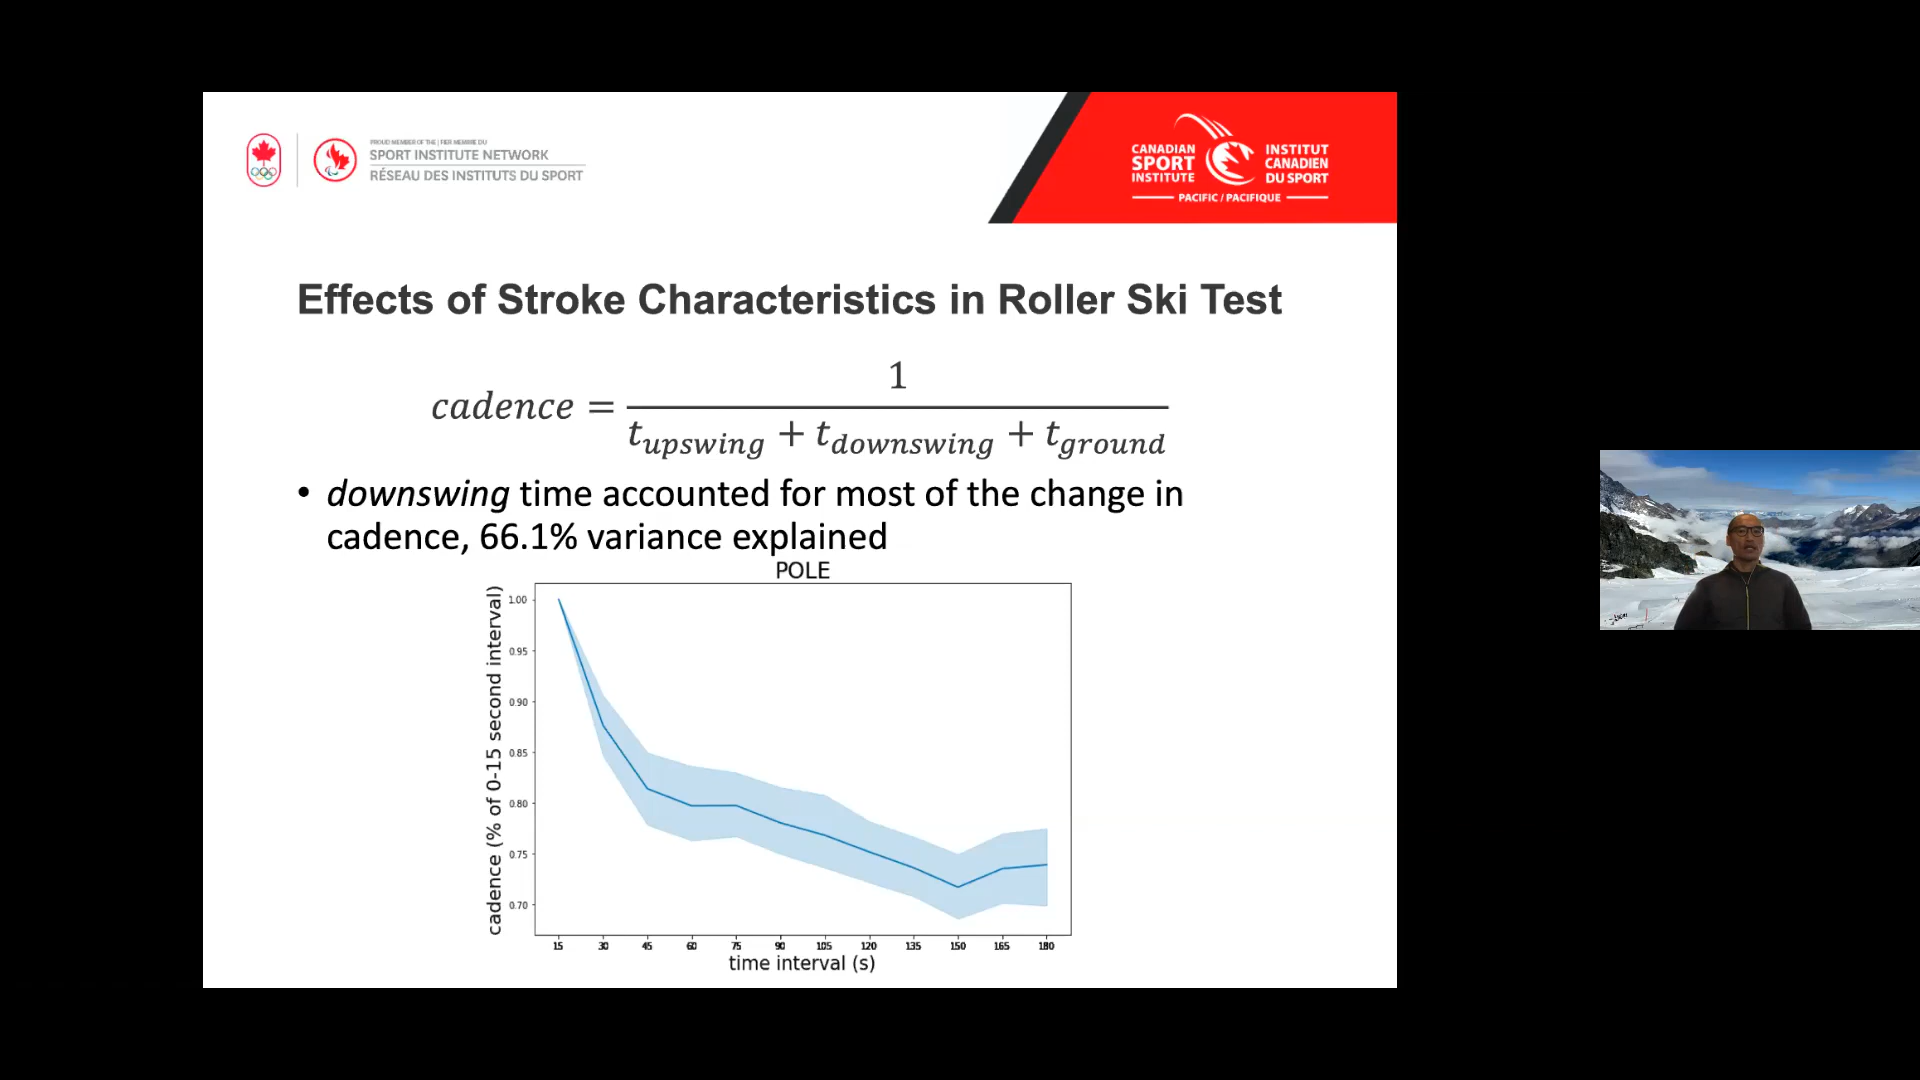 PROUD MEMBER OF THE | FIER MEMBRE DU
SPORT INSTITUTE NETWORK
RÉSEAU DES INSTITUTS DU SPORT
CANADIAN
SPORT
INSTITUTE
INSTITUT
CANADIEN
DU SPORT
PACIFIC / PACIFIQUE
Effects of Stroke Characteristics in Roller Ski Test
1
cadence =
t_upswing + t_downswing + t_ground
• downswing time accounted for most of the change in
cadence, 66.1% variance explained
POLE
cadence (% of 0-15 second interval)
1.00
0.95
0.90
0.85
0.80
0.75
0.70
15 30 45 60 75 90 105 120 135 150 165 180
time interval (s)